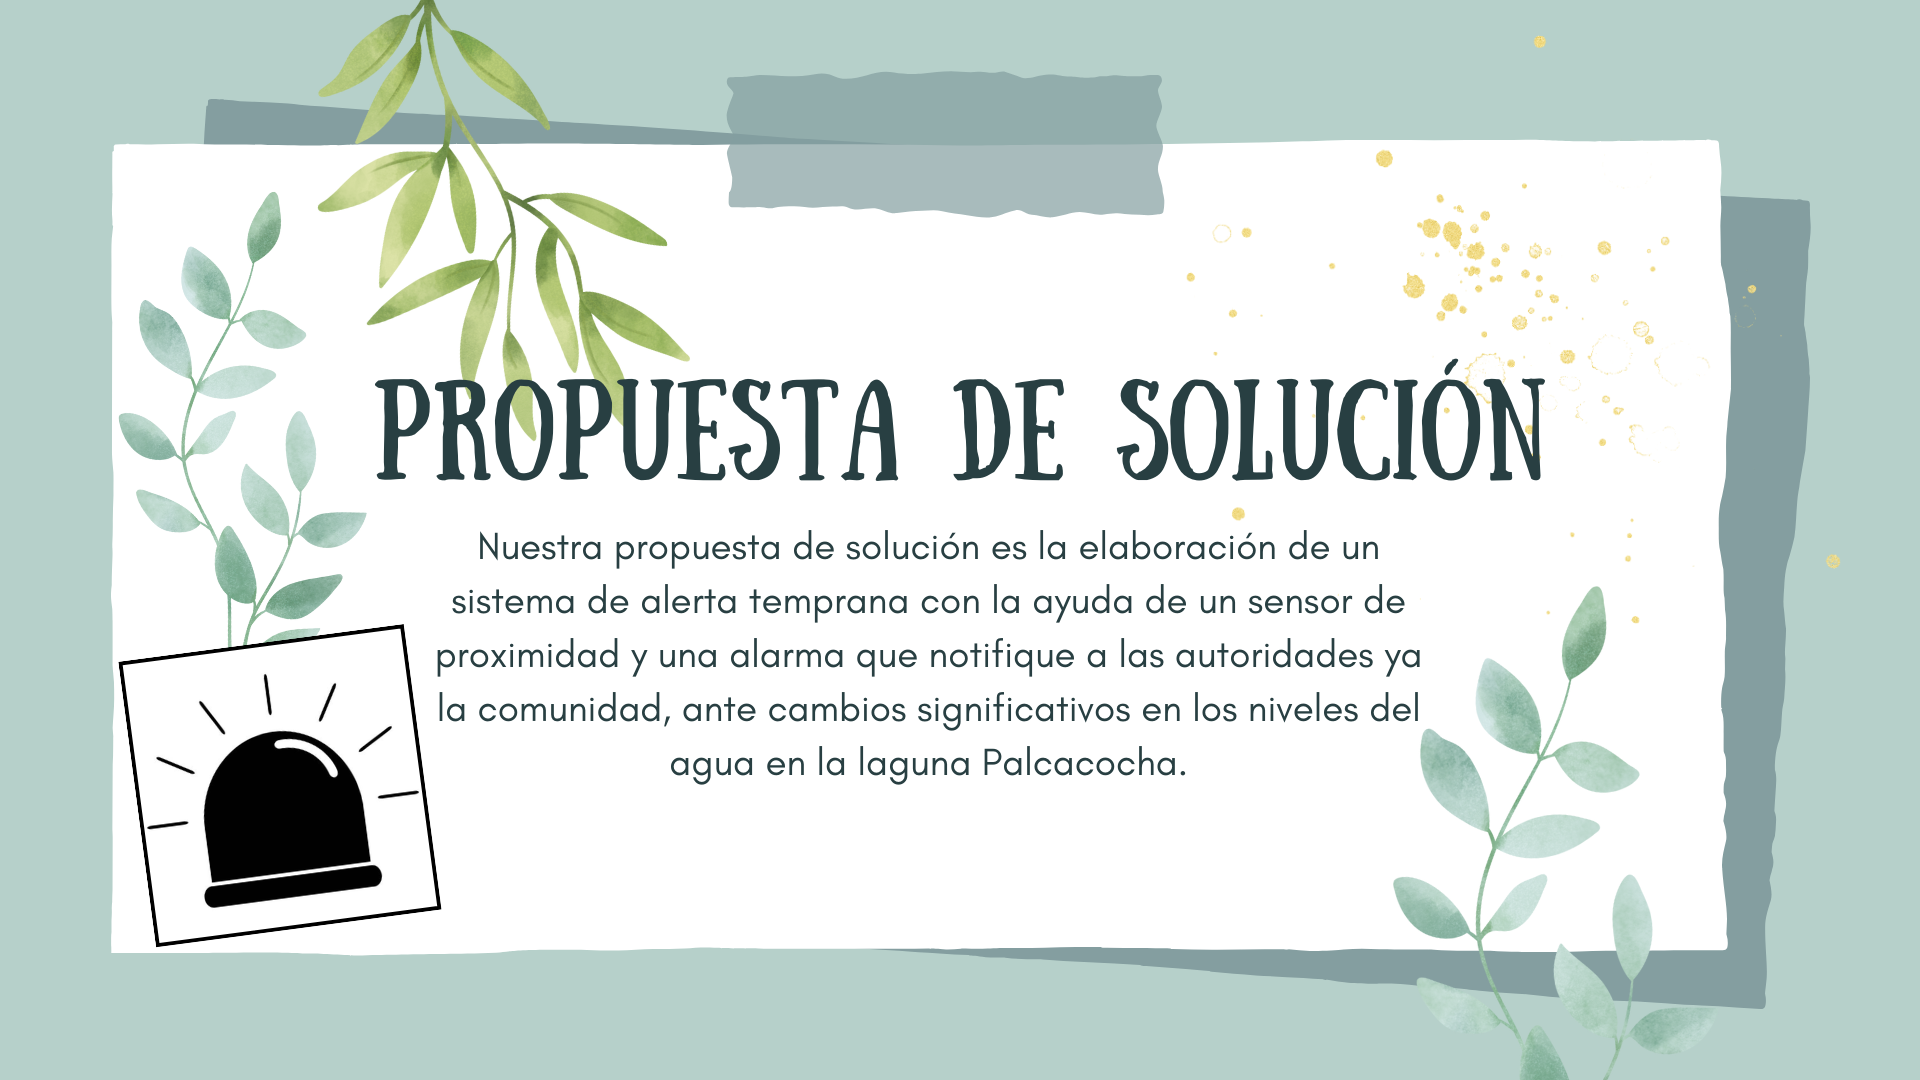 PROPUESTA DE SOLUCIÓN
Nuestra propuesta de solución es la elaboración de un
sistema de alerta temprana con la ayuda de un sensor de
proximidad y una alarma que notifique a las autoridades ya
la comunidad, ante cambios significativos en los niveles del
agua en la laguna Palcacocha.